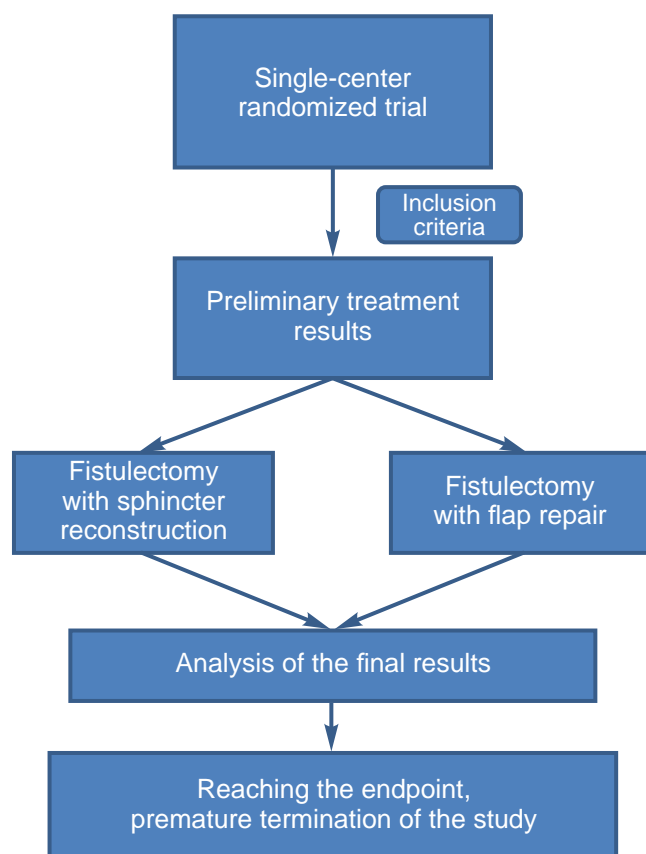 Single-center
randomized trial
Inclusion
criteria
Preliminary treatment
results
Fistulectomy
with sphincter
reconstruction
Fistulectomy
with flap repair
Analysis of the final results
Reaching the endpoint,
premature termination of the study